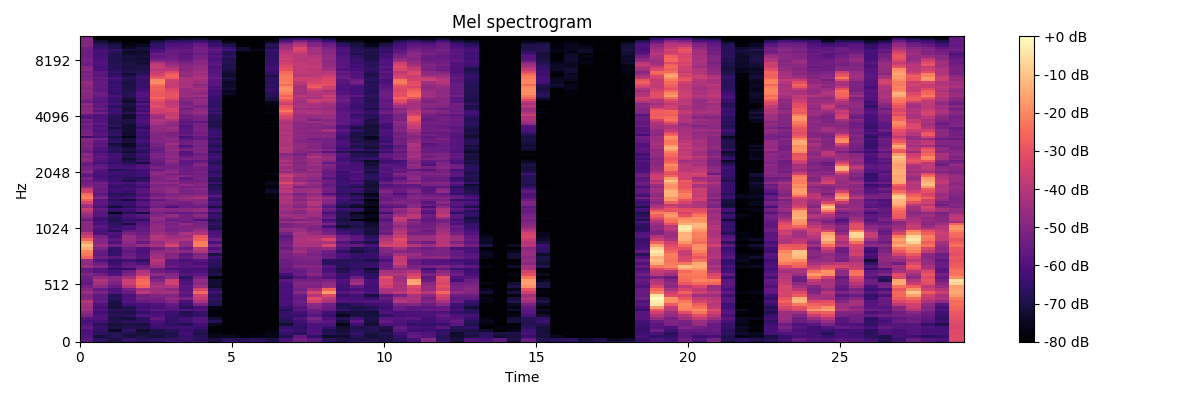 Mel spectrogram
Hz
8192
4096
2048
1024
512
0
0 5 10 15 20 25
Time
+0 dB
-10 dB
-20 dB
-30 dB
-40 dB
-50 dB
-60 dB
-70 dB
-80 dB